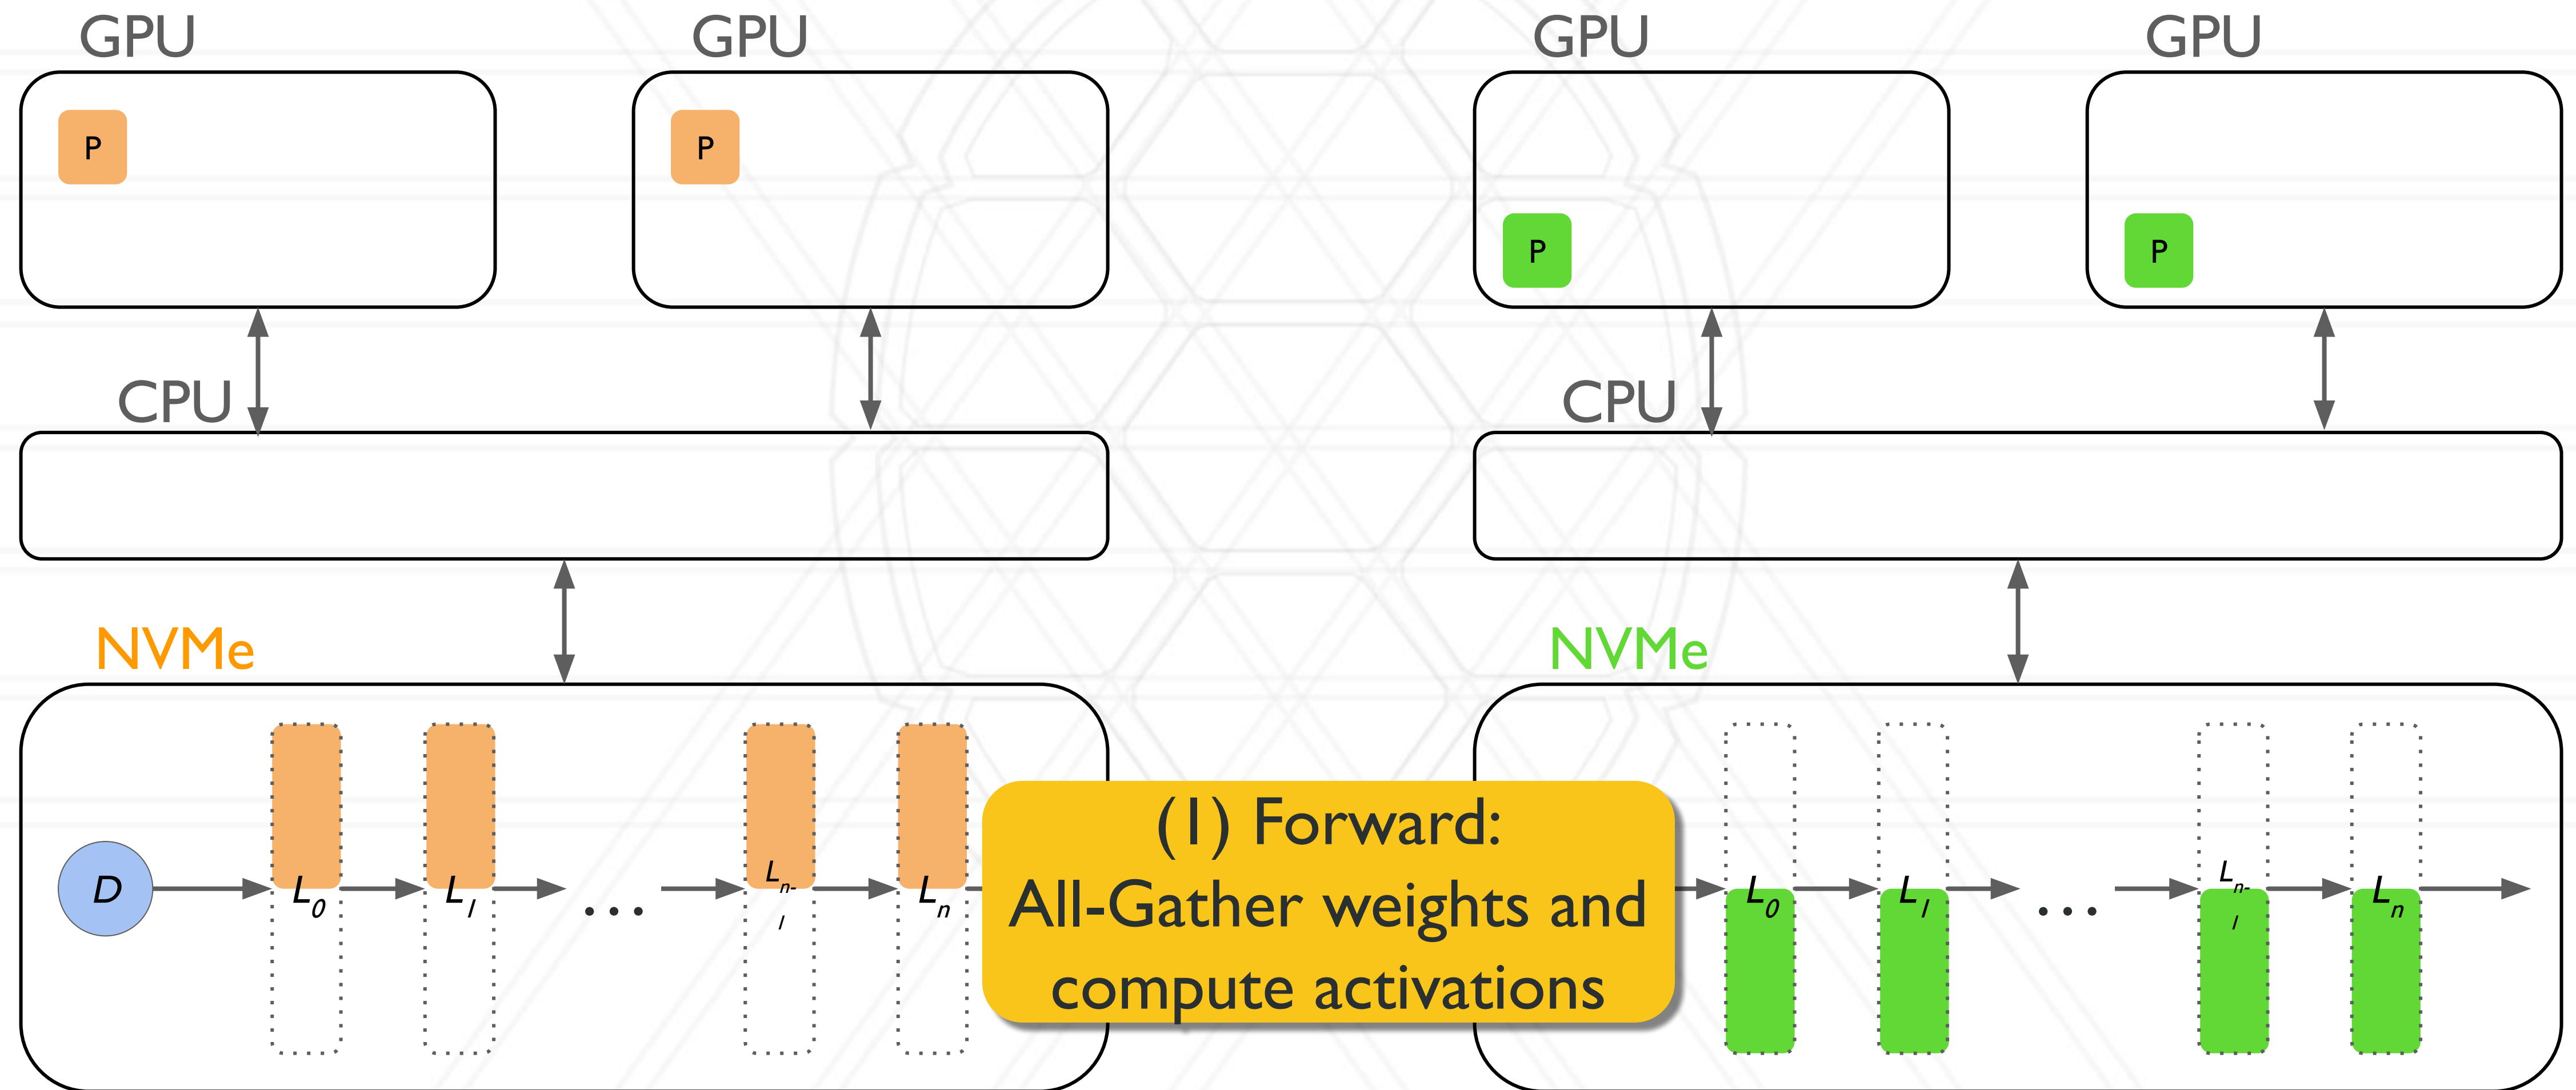 GPU GPU GPU GPU
P P
P P
CPU CPU
NVMe NVMe
(1) Forward:
All-Gather weights and
compute activations
D L0 L1 ... Ln-1 Ln L0 L1 ... Ln-1 Ln